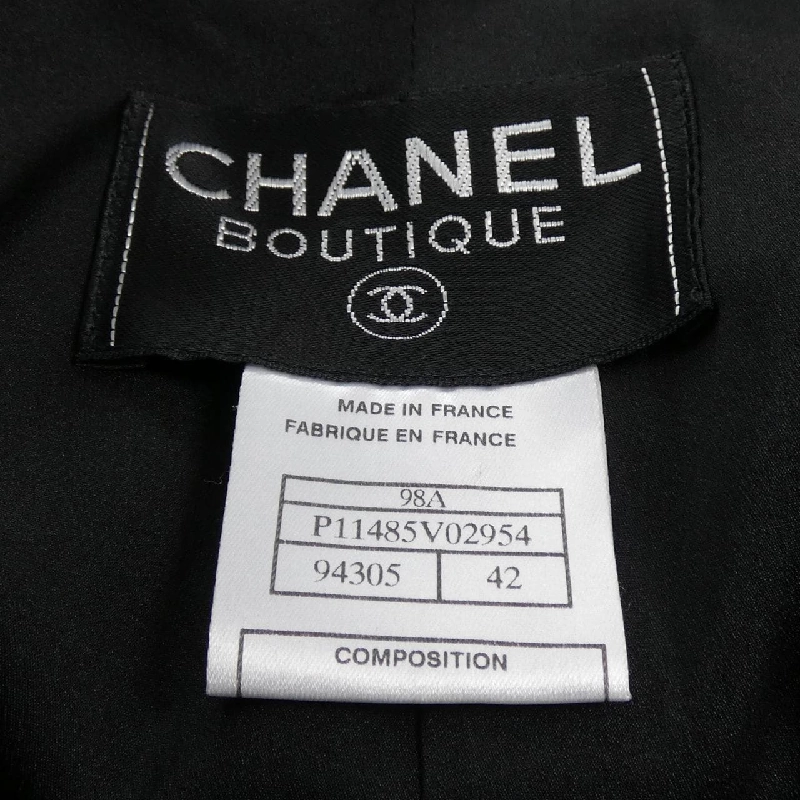 CHANEL
BOUTIQUE
MADE IN FRANCE
FABRIQUE EN FRANCE
98A
P11485V02954
94305 42
COMPOSITION